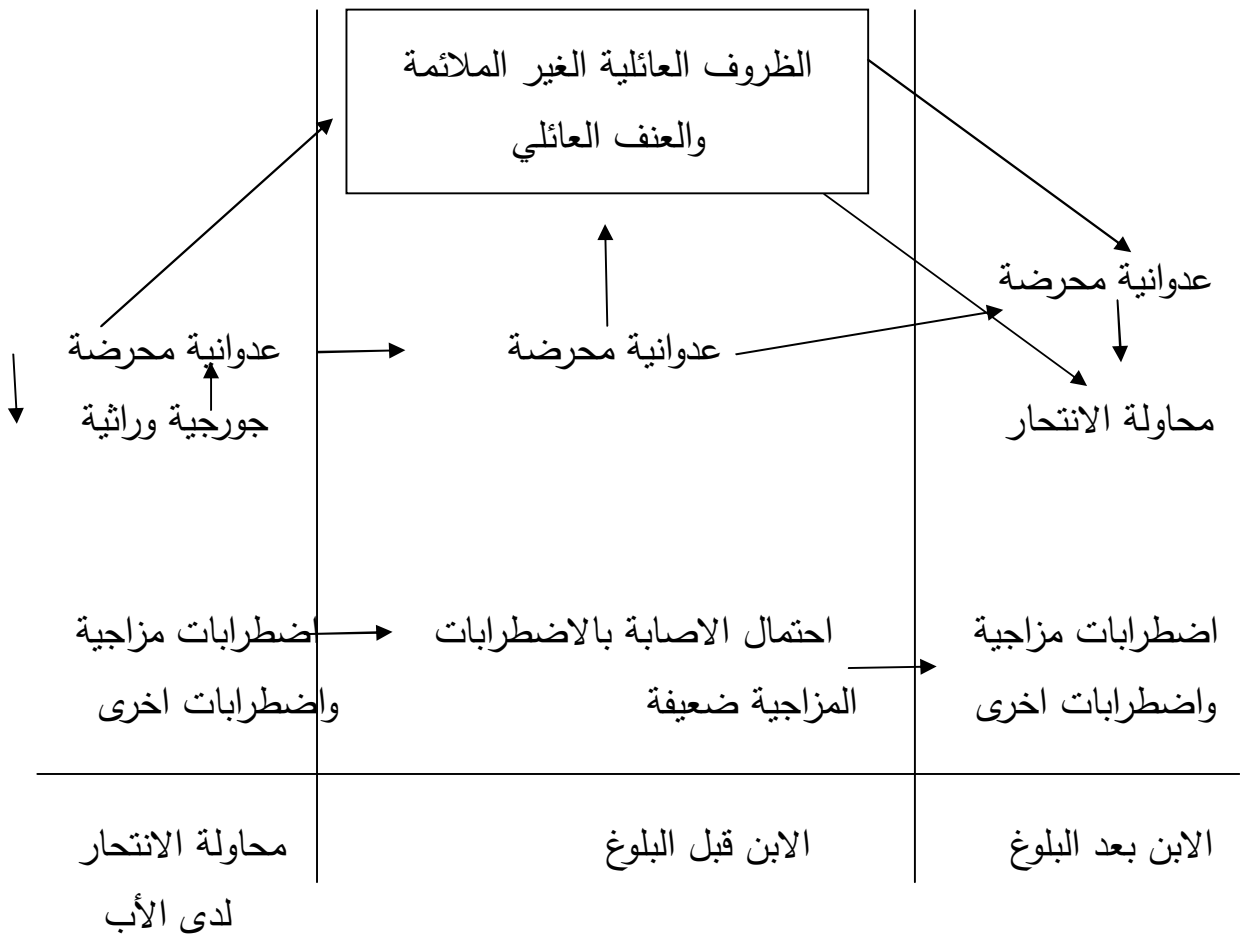 الظروف العائلية الغير الملائمة
والعنف العائلي
عدوانية محرضة
عدوانية محرضة
عدوانية محرضة
محاولة الانتحار
جورجية وراثية
اضطرابات مزاجية
واضطرابات اخرى
احتمال الاصابة بالاضطرابات
المزاجية ضعيفة
اضطرابات مزاجية
واضطرابات اخرى
الابن بعد البلوغ
الابن قبل البلوغ
محاولة الانتحار
لدى الأب